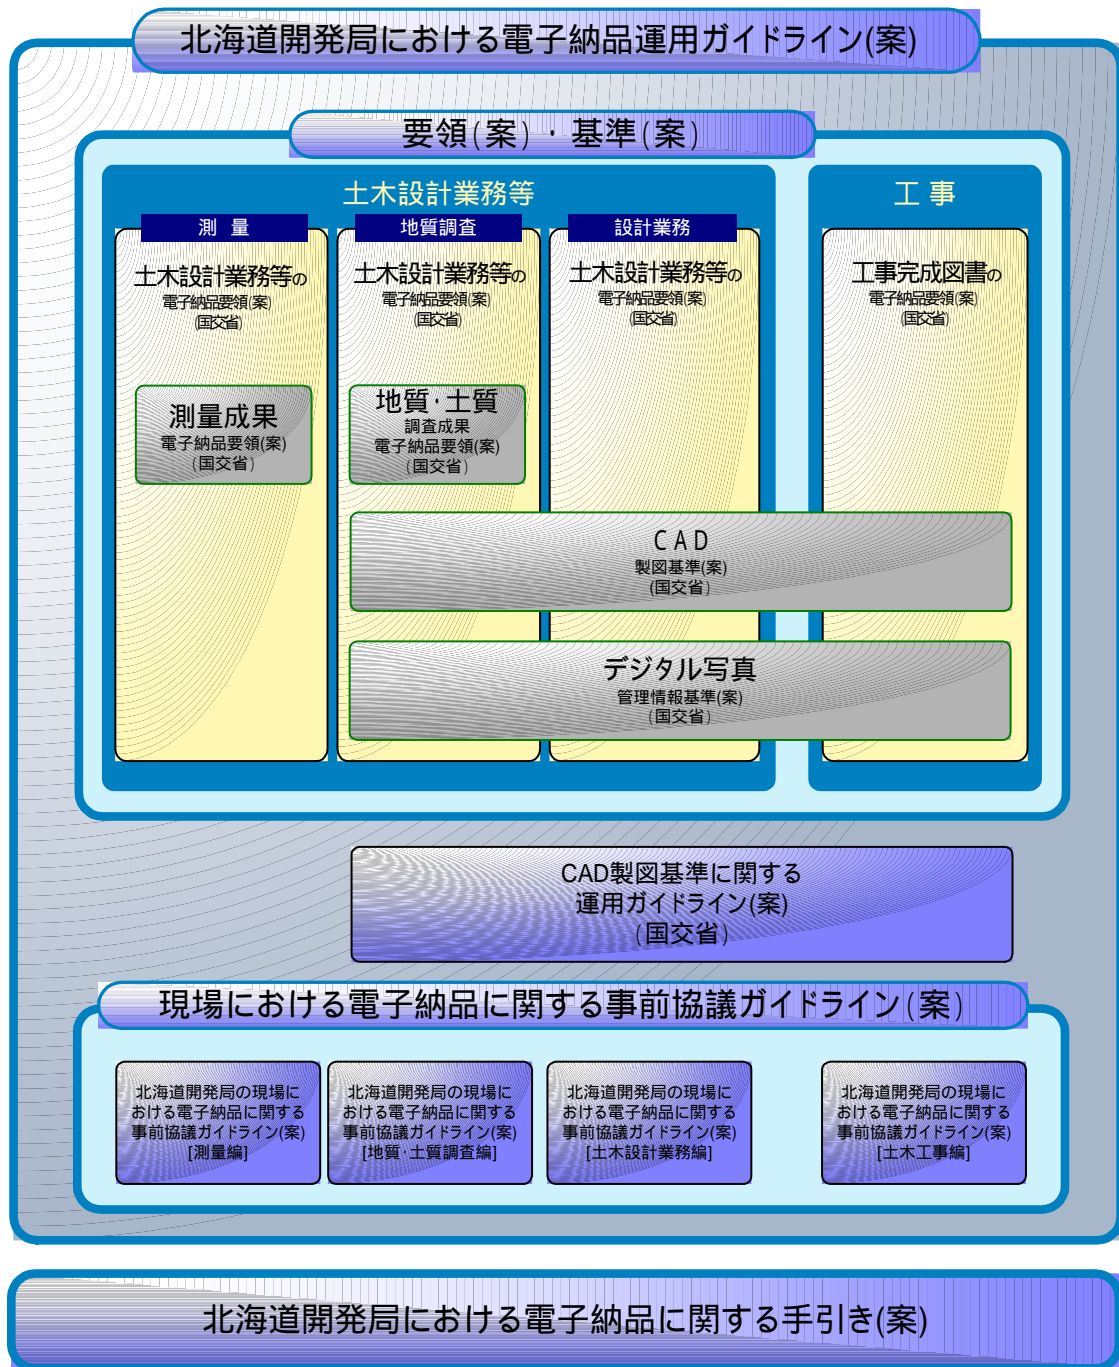 北海道開発局における電子納品運用ガイドライン(案)
要領(案)・基準(案)
土木設計業務等
工 事
測 量
地質調査
設計業務
土木設計業務等の
電子納品要領(案)
(国交省)
土木設計業務等の
電子納品要領(案)
(国交省)
土木設計業務等の
電子納品要領(案)
(国交省)
工事完成図書の
電子納品要領(案)
(国交省)
測量成果
電子納品要領(案)
(国交省)
地質・土質
調査成果
電子納品要領(案)
(国交省)
CAD
製図基準(案)
(国交省)
デジタル写真
管理情報基準(案)
(国交省)
CAD製図基準に関する
運用ガイドライン(案)
(国交省)
現場における電子納品に関する事前協議ガイドライン(案)
北海道開発局の現場に
おける電子納品に関する
事前協議ガイドライン(案)
[測量編]
北海道開発局の現場に
おける電子納品に関する
事前協議ガイドライン(案)
[地質・土質調査編]
北海道開発局の現場に
おける電子納品に関する
事前協議ガイドライン(案)
[土木設計業務編]
北海道開発局の現場に
おける電子納品に関する
事前協議ガイドライン(案)
[土木工事編]
北海道開発局における電子納品に関する手引き(案)